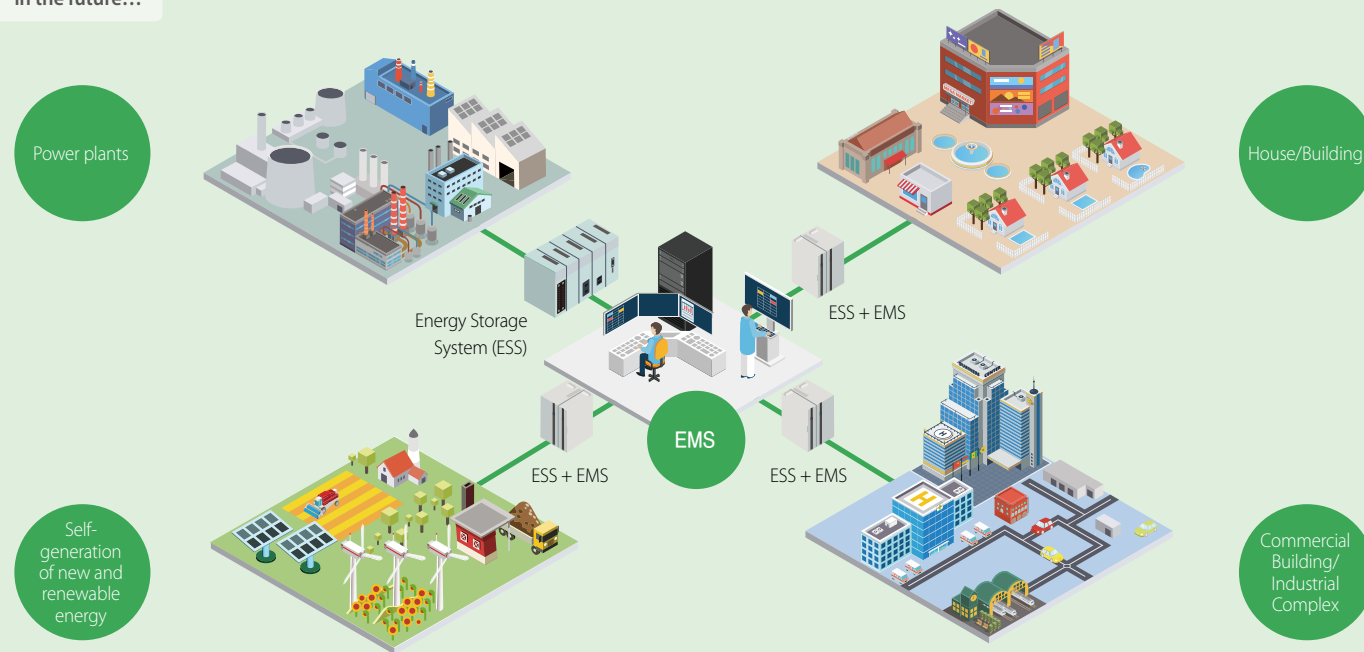 In the future…
Power plants
House/Building
Energy Storage
System (ESS)
ESS + EMS
EMS
ESS + EMS
ESS + EMS
Self-
generation
of new and
renewable
energy
Commercial
Building/
Industrial
Complex